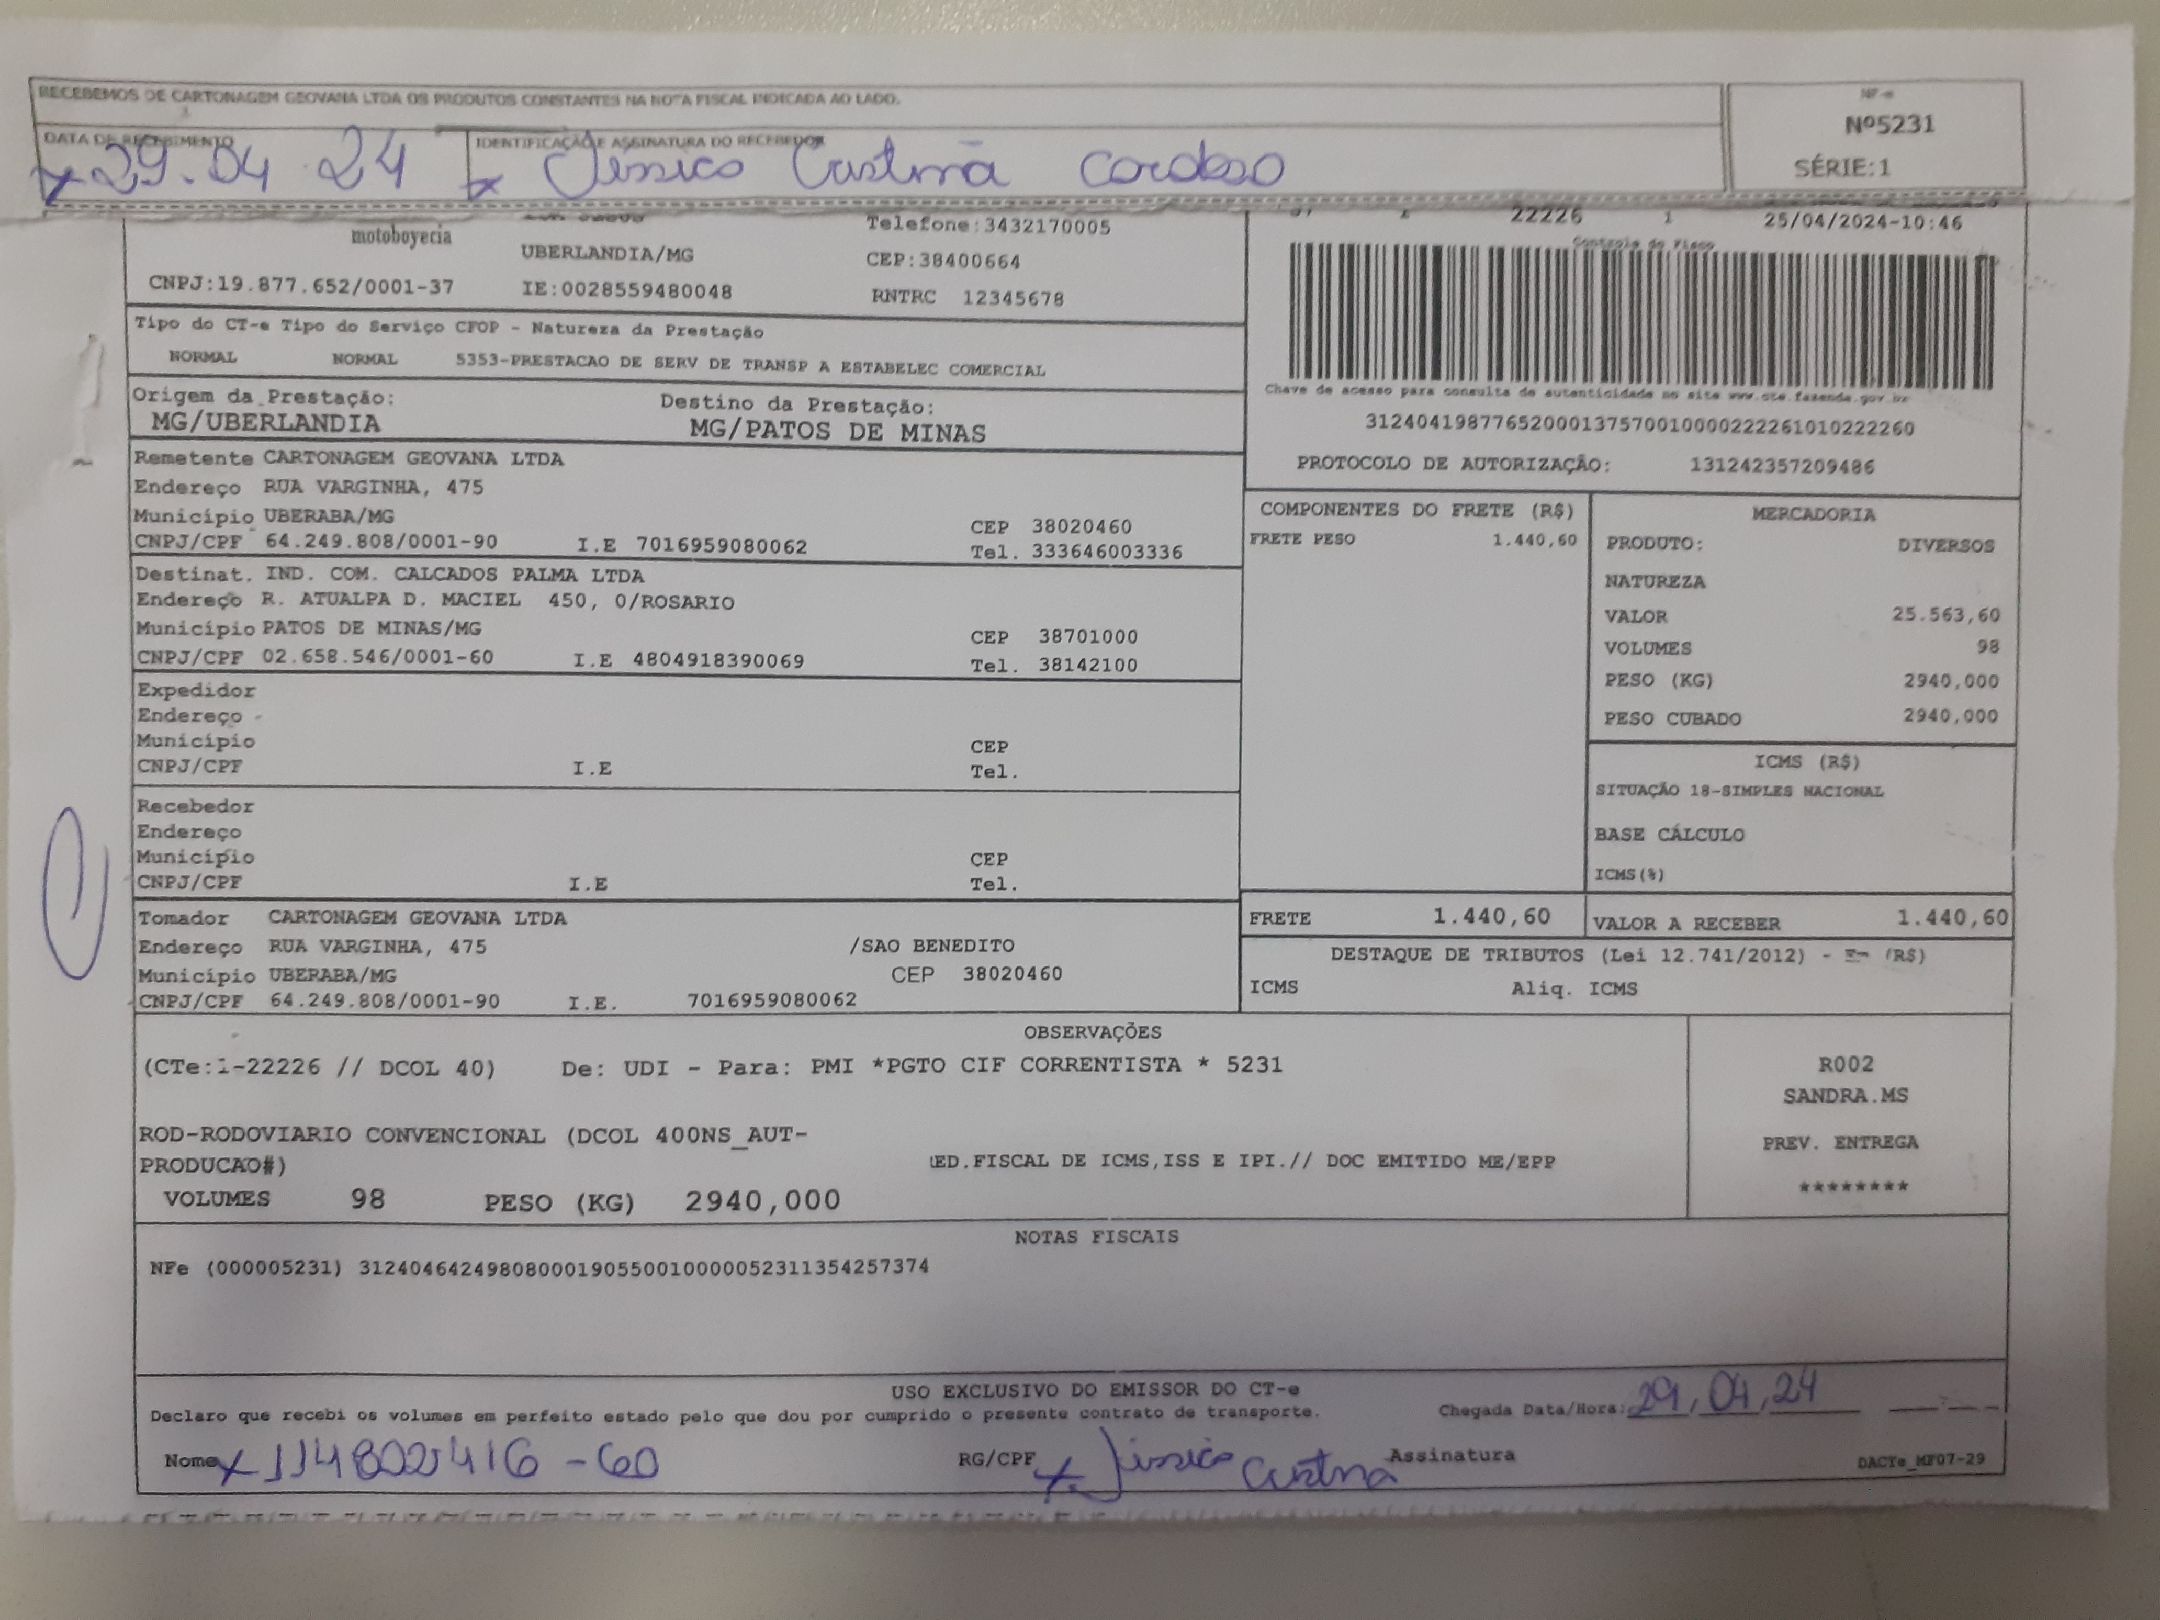 RECEBEMOS DE CARTONAGEM GEOVANA LTDA OS PRODUTOS CONSTANTES NA NOTA FISCAL INDICADA AO LADO.
NF-e
Nº5231
SÉRIE:1
DATA DE RECEBIMENTO
IDENTIFICAÇÃO E ASSINATURA DO RECEBEDOR
29.04 24
Jéssica Cristina Cardoso
motoboyecia
UBERLANDIA/MG
Telefone:3432170005
CEP:38400664
CNPJ:19.877.652/0001-37
IE:0028559480048
RNTRC 12345678
22226 1 25/04/2024-10:46
Controle do Fisco
Chave de acesso para consulta de autenticidade no site www.cte.fazenda.gov.br
31240419877652000137570010000222261010222260
PROTOCOLO DE AUTORIZAÇÃO: 131242357209486
Tipo do CT-e Tipo do Serviço CFOP - Natureza da Prestação
NORMAL NORMAL 5353-PRESTACAO DE SERV DE TRANSP A ESTABELEC COMERCIAL
Origem da Prestação:
MG/UBERLANDIA
Destino da Prestação:
MG/PATOS DE MINAS
Remetente CARTONAGEM GEOVANA LTDA
Endereço RUA VARGINHA, 475
Município UBERABA/MG CEP 38020460
CNPJ/CPF 64.249.808/0001-90 I.E 7016959080062 Tel. 333646003336
Destinat. IND. COM. CALCADOS PALMA LTDA
Endereço R. ATUALPA D. MACIEL 450, 0/ROSARIO
Município PATOS DE MINAS/MG CEP 38701000
CNPJ/CPF 02.658.546/0001-60 I.E 4804918390069 Tel. 38142100
Expedidor
Endereço
Município CEP
CNPJ/CPF I.E Tel.
Recebedor
Endereço
Município CEP
CNPJ/CPF I.E Tel.
Tomador CARTONAGEM GEOVANA LTDA
Endereço RUA VARGINHA, 475 /SAO BENEDITO
Município UBERABA/MG CEP 38020460
CNPJ/CPF 64.249.808/0001-90 I.E. 7016959080062
COMPONENTES DO FRETE (R$)
FRETE PESO 1.440,60
MERCADORIA
PRODUTO: DIVERSOS
NATUREZA
VALOR 25.563,60
VOLUMES 98
PESO (KG) 2940,000
PESO CUBADO 2940,000
ICMS (R$)
SITUAÇÃO 18-SIMPLES NACIONAL
BASE CÁLCULO
ICMS(%)
FRETE 1.440,60
VALOR A RECEBER 1.440,60
DESTAQUE DE TRIBUTOS (Lei 12.741/2012) - Em (R$)
ICMS Aliq. ICMS
OBSERVAÇÕES
(CTe:1-22226 // DCOL 40) De: UDI - Para: PMI *PGTO CIF CORRENTISTA * 5231
ROD-RODOVIARIO CONVENCIONAL (DCOL 400NS_AUT-
PRODUCAO#)
ED.FISCAL DE ICMS,ISS E IPI.// DOC EMITIDO ME/EPP
VOLUMES 98 PESO (KG) 2940,000
R002
SANDRA.MS
PREV. ENTREGA
********
NOTAS FISCAIS
NFe (000005231) 31240464249808000190550010000052311354257374
USO EXCLUSIVO DO EMISSOR DO CT-e
Declaro que recebi os volumes em perfeito estado pelo que dou por cumprido o presente contrato de transporte.
Chegada Data/Hora: 29,04,24
Nome RG/CPF Jéssica Cristina Assinatura
DACTe_MF07-29